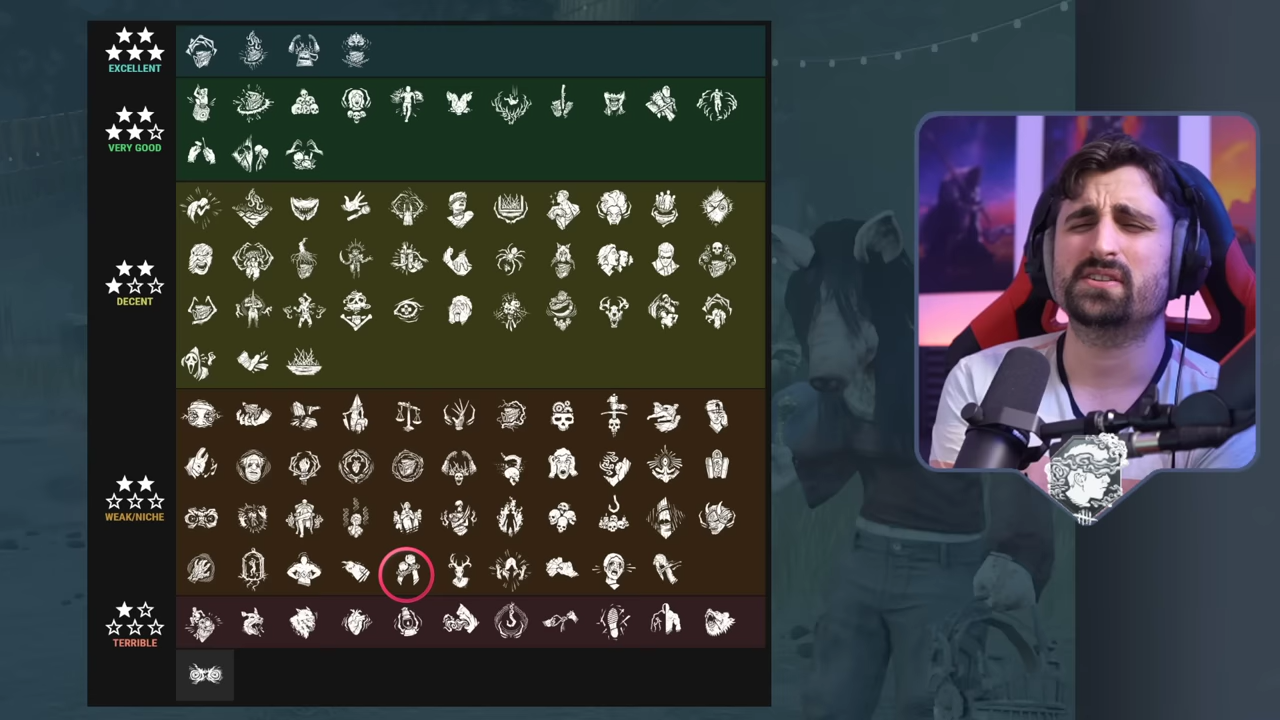 EXCELLENT
VERY GOOD
DECENT
WEAK/NICHE
TERRIBLE